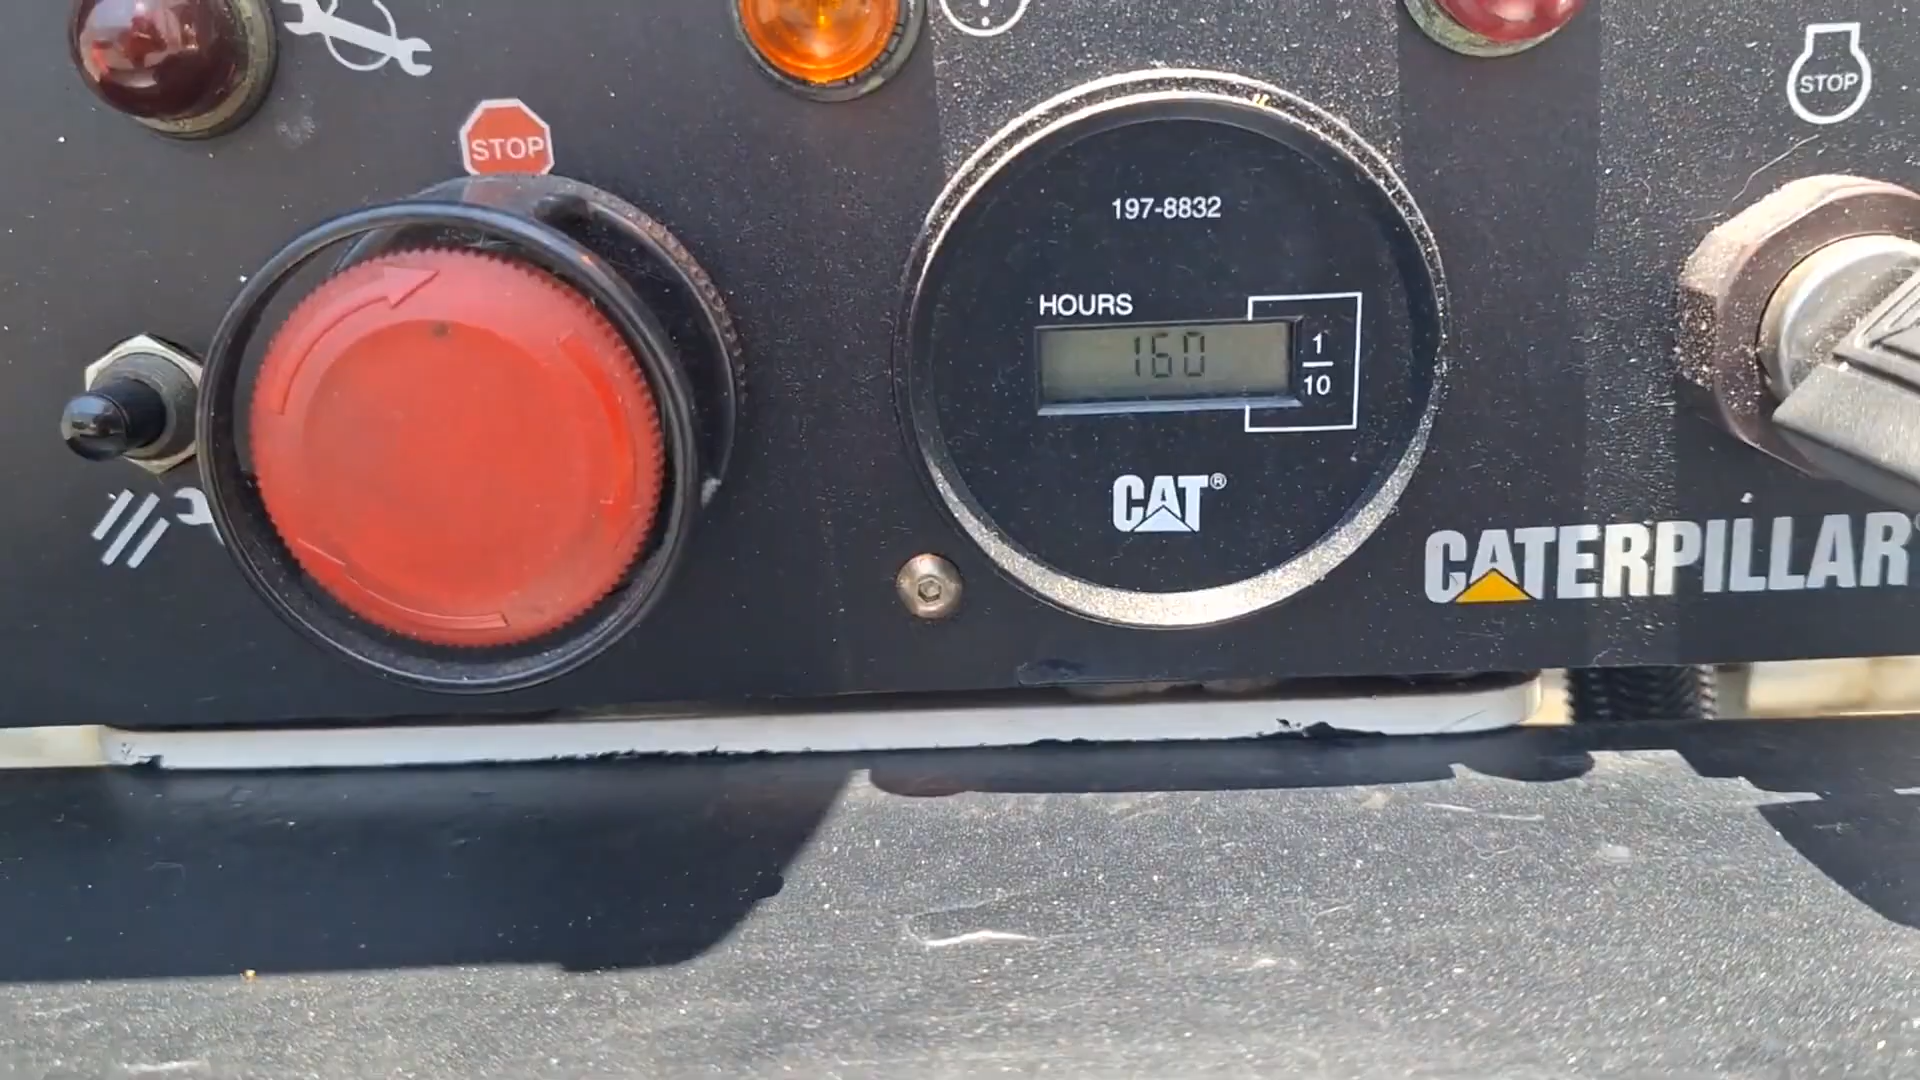 STOP
STOP
197-8832
HOURS
160
1
10
CAT®
CATERPILLAR